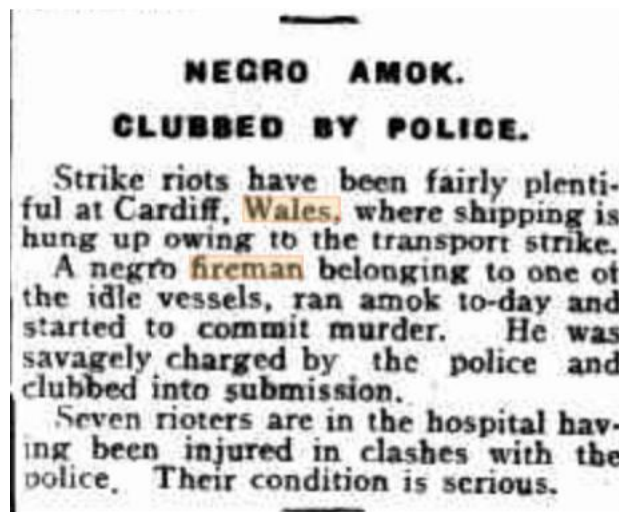 NEGRO AMOK.
CLUBBED BY POLICE.
Strike riots have been fairly plenti-
ful at Cardiff, Wales, where shipping is
hung up owing to the transport strike.
A negro fireman belonging to one of
the idle vessels, ran amok to-day and
started to commit murder. He was
savagely charged by the police and
clubbed into submission.
Seven rioters are in the hospital hav-
ing been injured in clashes with the
police. Their condition is serious.